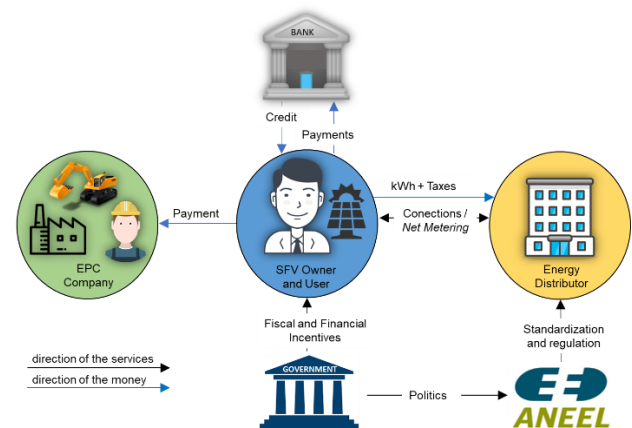 BANK
Credit
Payments
kWh + Taxes
Payment
Conections /
Net Metering
EPC
Company
SFV Owner
and User
Energy
Distributor
Fiscal and Financial
Incentives
Standardization
and regulation
direction of the services
direction of the money
GOVERNMENT
Politics
ANEEL